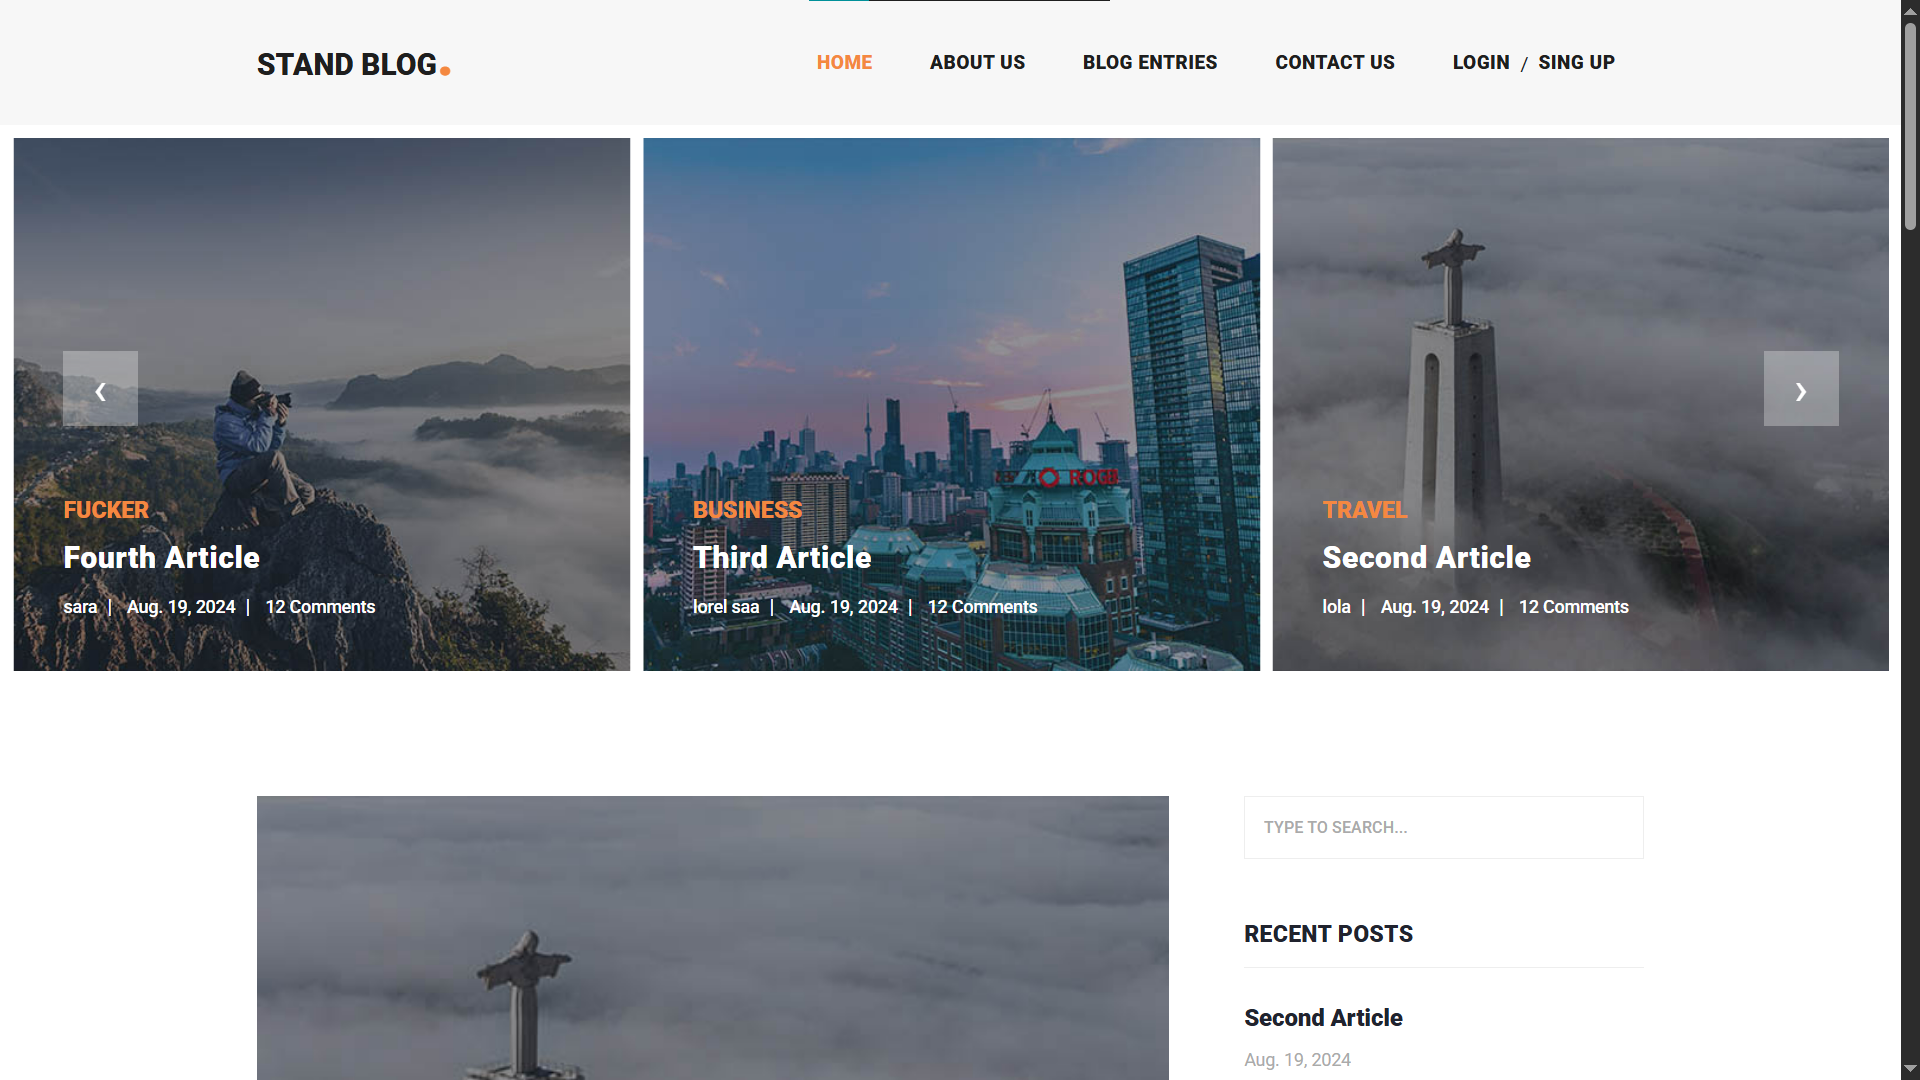 STAND BLOG.
HOME ABOUT US BLOG ENTRIES CONTACT US LOGIN / SING UP
FUCKER
Fourth Article
sara | Aug. 19, 2024 | 12 Comments
BUSINESS
Third Article
lorel saa | Aug. 19, 2024 | 12 Comments
TRAVEL
Second Article
lola | Aug. 19, 2024 | 12 Comments
TYPE TO SEARCH...
RECENT POSTS
Second Article
Aug. 19, 2024